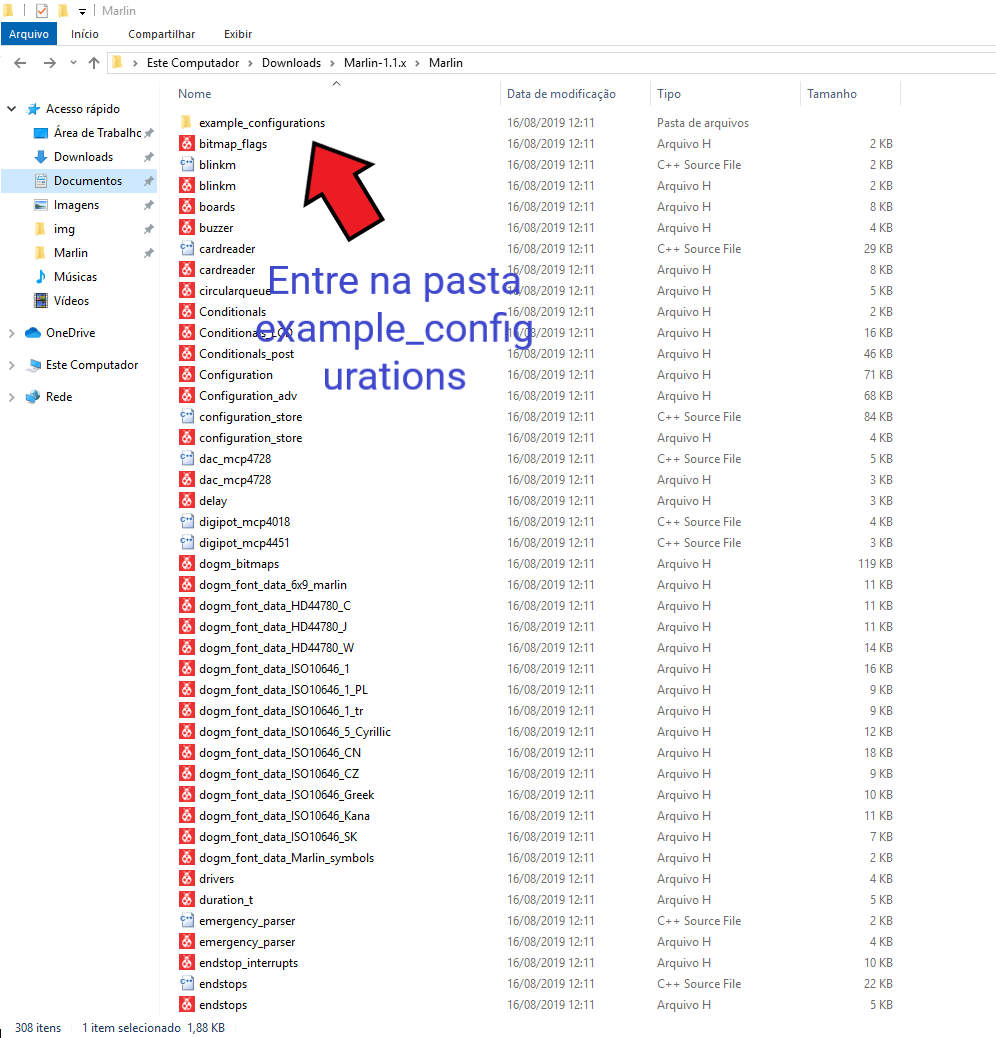 Marlin
Arquivo Início Compartilhar Exibir
Este Computador > Downloads > Marlin-1.1.x > Marlin
Acesso rápido
Área de Trabalho
Downloads
Documentos
Imagens
img
Marlin
Músicas
Vídeos
OneDrive
Este Computador
Rede
Nome Data de modificação Tipo Tamanho
example_configurations 16/08/2019 12:11 Pasta de arquivos
bitmap_flags 16/08/2019 12:11 Arquivo H 2 KB
blinkm 16/08/2019 12:11 C++ Source File 2 KB
blinkm 16/08/2019 12:11 Arquivo H 2 KB
boards 16/08/2019 12:11 Arquivo H 8 KB
buzzer 16/08/2019 12:11 Arquivo H 4 KB
cardreader 16/08/2019 12:11 C++ Source File 29 KB
cardreader 16/08/2019 12:11 Arquivo H 8 KB
circularqueue 16/08/2019 12:11 Arquivo H 5 KB
Conditionals 16/08/2019 12:11 Arquivo H 2 KB
Conditionals_LCD 16/08/2019 12:11 Arquivo H 16 KB
Conditionals_post 16/08/2019 12:11 Arquivo H 46 KB
Configuration 16/08/2019 12:11 Arquivo H 71 KB
Configuration_adv 16/08/2019 12:11 Arquivo H 68 KB
configuration_store 16/08/2019 12:11 C++ Source File 84 KB
configuration_store 16/08/2019 12:11 Arquivo H 4 KB
dac_mcp4728 16/08/2019 12:11 C++ Source File 5 KB
dac_mcp4728 16/08/2019 12:11 Arquivo H 3 KB
delay 16/08/2019 12:11 Arquivo H 3 KB
digipot_mcp4018 16/08/2019 12:11 C++ Source File 4 KB
digipot_mcp4451 16/08/2019 12:11 C++ Source File 3 KB
dogm_bitmaps 16/08/2019 12:11 Arquivo H 119 KB
dogm_font_data_6x9_marlin 16/08/2019 12:11 Arquivo H 11 KB
dogm_font_data_HD44780_C 16/08/2019 12:11 Arquivo H 11 KB
dogm_font_data_HD44780_J 16/08/2019 12:11 Arquivo H 11 KB
dogm_font_data_HD44780_W 16/08/2019 12:11 Arquivo H 14 KB
dogm_font_data_ISO10646_1 16/08/2019 12:11 Arquivo H 16 KB
dogm_font_data_ISO10646_1_PL 16/08/2019 12:11 Arquivo H 9 KB
dogm_font_data_ISO10646_1_tr 16/08/2019 12:11 Arquivo H 9 KB
dogm_font_data_ISO10646_5_Cyrillic 16/08/2019 12:11 Arquivo H 12 KB
dogm_font_data_ISO10646_CN 16/08/2019 12:11 Arquivo H 18 KB
dogm_font_data_ISO10646_CZ 16/08/2019 12:11 Arquivo H 9 KB
dogm_font_data_ISO10646_Greek 16/08/2019 12:11 Arquivo H 10 KB
dogm_font_data_ISO10646_Kana 16/08/2019 12:11 Arquivo H 11 KB
dogm_font_data_ISO10646_SK 16/08/2019 12:11 Arquivo H 7 KB
dogm_font_data_Marlin_symbols 16/08/2019 12:11 Arquivo H 2 KB
drivers 16/08/2019 12:11 Arquivo H 4 KB
duration_t 16/08/2019 12:11 Arquivo H 5 KB
emergency_parser 16/08/2019 12:11 C++ Source File 2 KB
emergency_parser 16/08/2019 12:11 Arquivo H 4 KB
endstop_interrupts 16/08/2019 12:11 Arquivo H 10 KB
endstops 16/08/2019 12:11 C++ Source File 22 KB
endstops 16/08/2019 12:11 Arquivo H 5 KB
Entre na pasta
example_config
urations
308 itens 1 item selecionado 1,88 KB